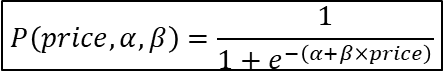 P(price, α, β) = 1 / (1 + e^−(α+β×price))